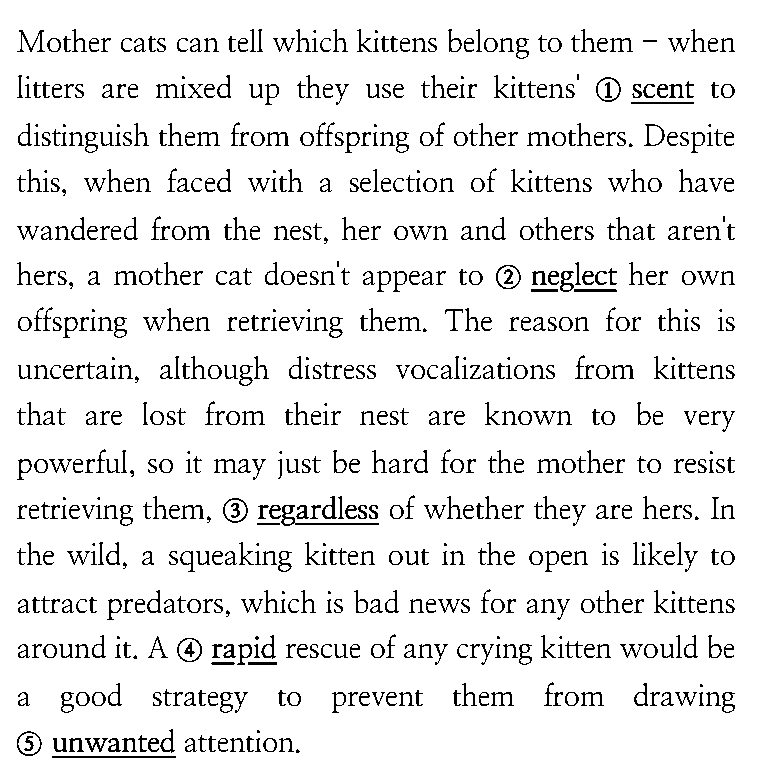 Mother cats can tell which kittens belong to them – when
litters are mixed up they use their kittens' ① scent to
distinguish them from offspring of other mothers. Despite
this, when faced with a selection of kittens who have
wandered from the nest, her own and others that aren't
hers, a mother cat doesn't appear to ② neglect her own
offspring when retrieving them. The reason for this is
uncertain, although distress vocalizations from kittens
that are lost from their nest are known to be very
powerful, so it may just be hard for the mother to resist
retrieving them, ③ regardless of whether they are hers. In
the wild, a squeaking kitten out in the open is likely to
attract predators, which is bad news for any other kittens
around it. A ④ rapid rescue of any crying kitten would be
a good strategy to prevent them from drawing
⑤ unwanted attention.